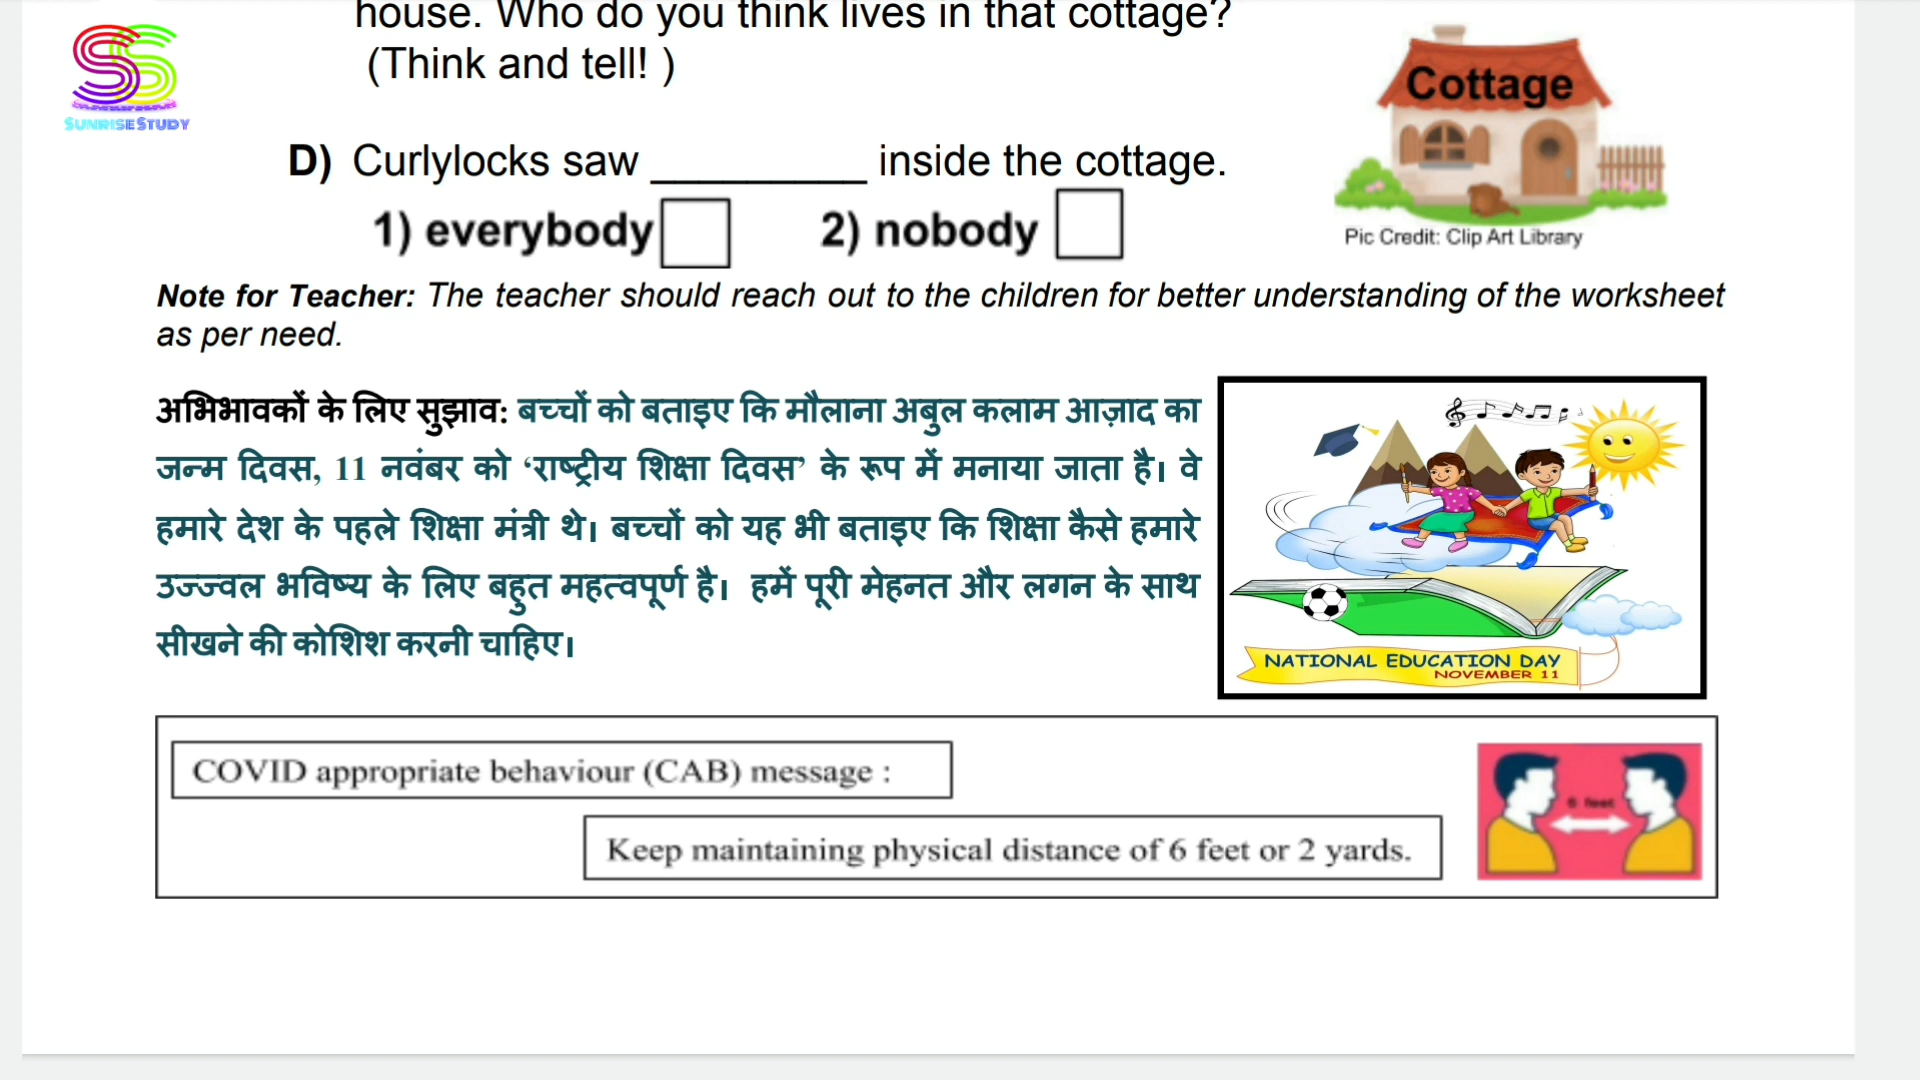 house. Who do you think lives in that cottage?
(Think and tell! )
SUNRISE STUDY
Cottage
D) Curlylocks saw _________ inside the cottage.
1) everybody 2) nobody
Pic Credit: Clip Art Library
Note for Teacher: The teacher should reach out to the children for better understanding of the worksheet
as per need.
अभिभावकों के लिए सुझाव: बच्चों को बताइए कि मौलाना अबुल कलाम आज़ाद का
जन्म दिवस, 11 नवंबर को ‘राष्ट्रीय शिक्षा दिवस’ के रूप में मनाया जाता है। वे
हमारे देश के पहले शिक्षा मंत्री थे। बच्चों को यह भी बताइए कि शिक्षा कैसे हमारे
उज्ज्वल भविष्य के लिए बहुत महत्वपूर्ण है। हमें पूरी मेहनत और लगन के साथ
सीखने की कोशिश करनी चाहिए।
NATIONAL EDUCATION DAY
NOVEMBER 11
COVID appropriate behaviour (CAB) message :
6 feet
Keep maintaining physical distance of 6 feet or 2 yards.